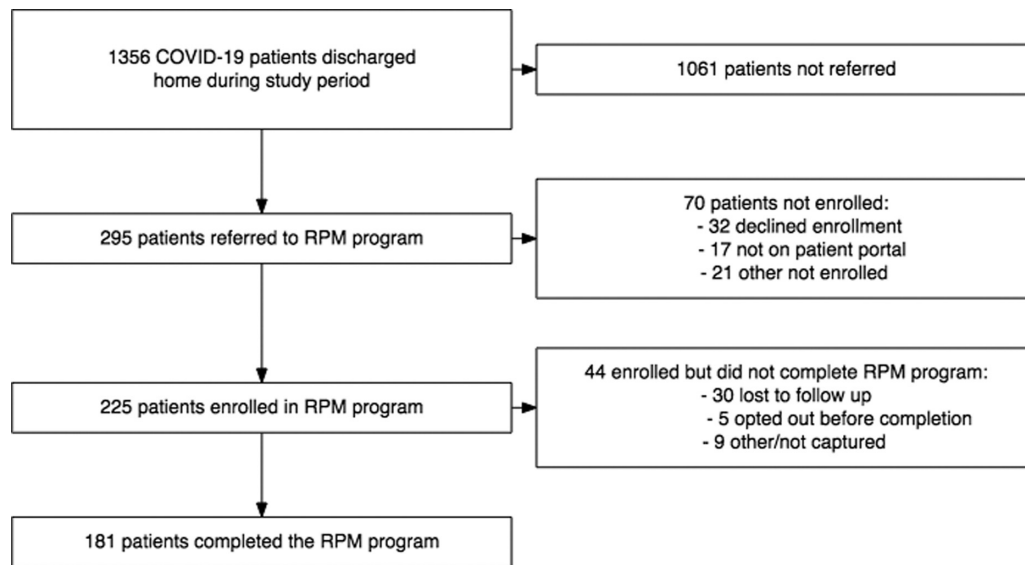 1356 COVID-19 patients discharged
home during study period
1061 patients not referred
295 patients referred to RPM program
70 patients not enrolled:
- 32 declined enrollment
- 17 not on patient portal
- 21 other not enrolled
225 patients enrolled in RPM program
44 enrolled but did not complete RPM program:
- 30 lost to follow up
- 5 opted out before completion
- 9 other/not captured
181 patients completed the RPM program